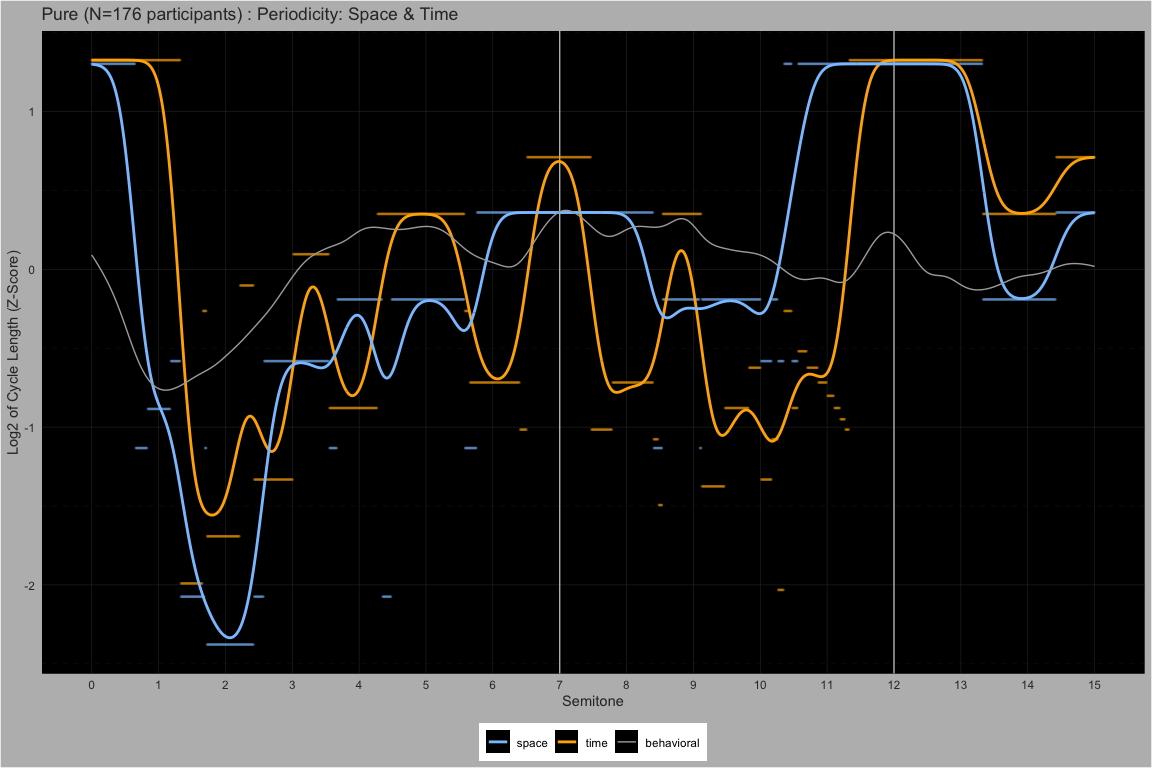 Pure (N=176 participants) : Periodicity: Space & Time
Log2 of Cycle Length (Z-Score)
1
0
-1
-2
0 1 2 3 4 5 6 7 8 9 10 11 12 13 14 15
Semitone
space time behavioral